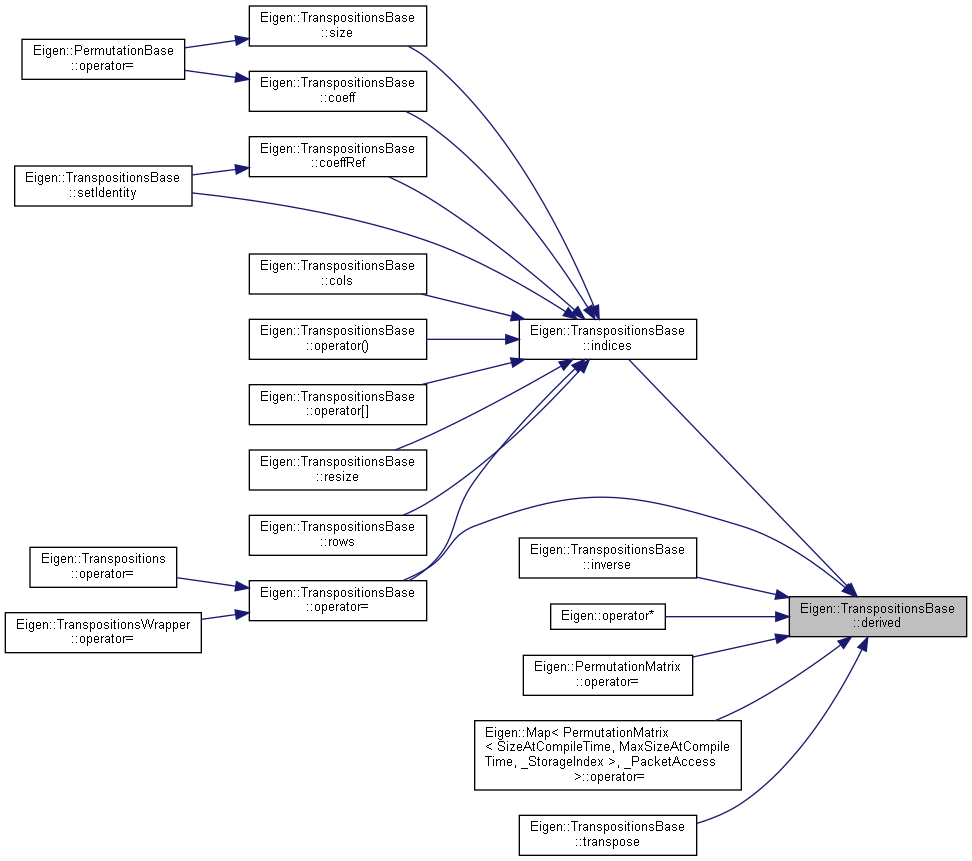 Eigen::TranspositionsBase
::size
Eigen::PermutationBase
::operator=
Eigen::TranspositionsBase
::coeff
Eigen::TranspositionsBase
::coeffRef
Eigen::TranspositionsBase
::setIdentity
Eigen::TranspositionsBase
::cols
Eigen::TranspositionsBase
::operator()
Eigen::TranspositionsBase
::indices
Eigen::TranspositionsBase
::operator[]
Eigen::TranspositionsBase
::resize
Eigen::TranspositionsBase
::rows
Eigen::Transpositions
::operator=
Eigen::TranspositionsBase
::operator=
Eigen::TranspositionsWrapper
::operator=
Eigen::TranspositionsBase
::inverse
Eigen::operator*
Eigen::TranspositionsBase
::derived
Eigen::PermutationMatrix
::operator=
Eigen::Map< PermutationMatrix
< SizeAtCompileTime, MaxSizeAtCompile
Time, _StorageIndex >, _PacketAccess
>::operator=
Eigen::TranspositionsBase
::transpose